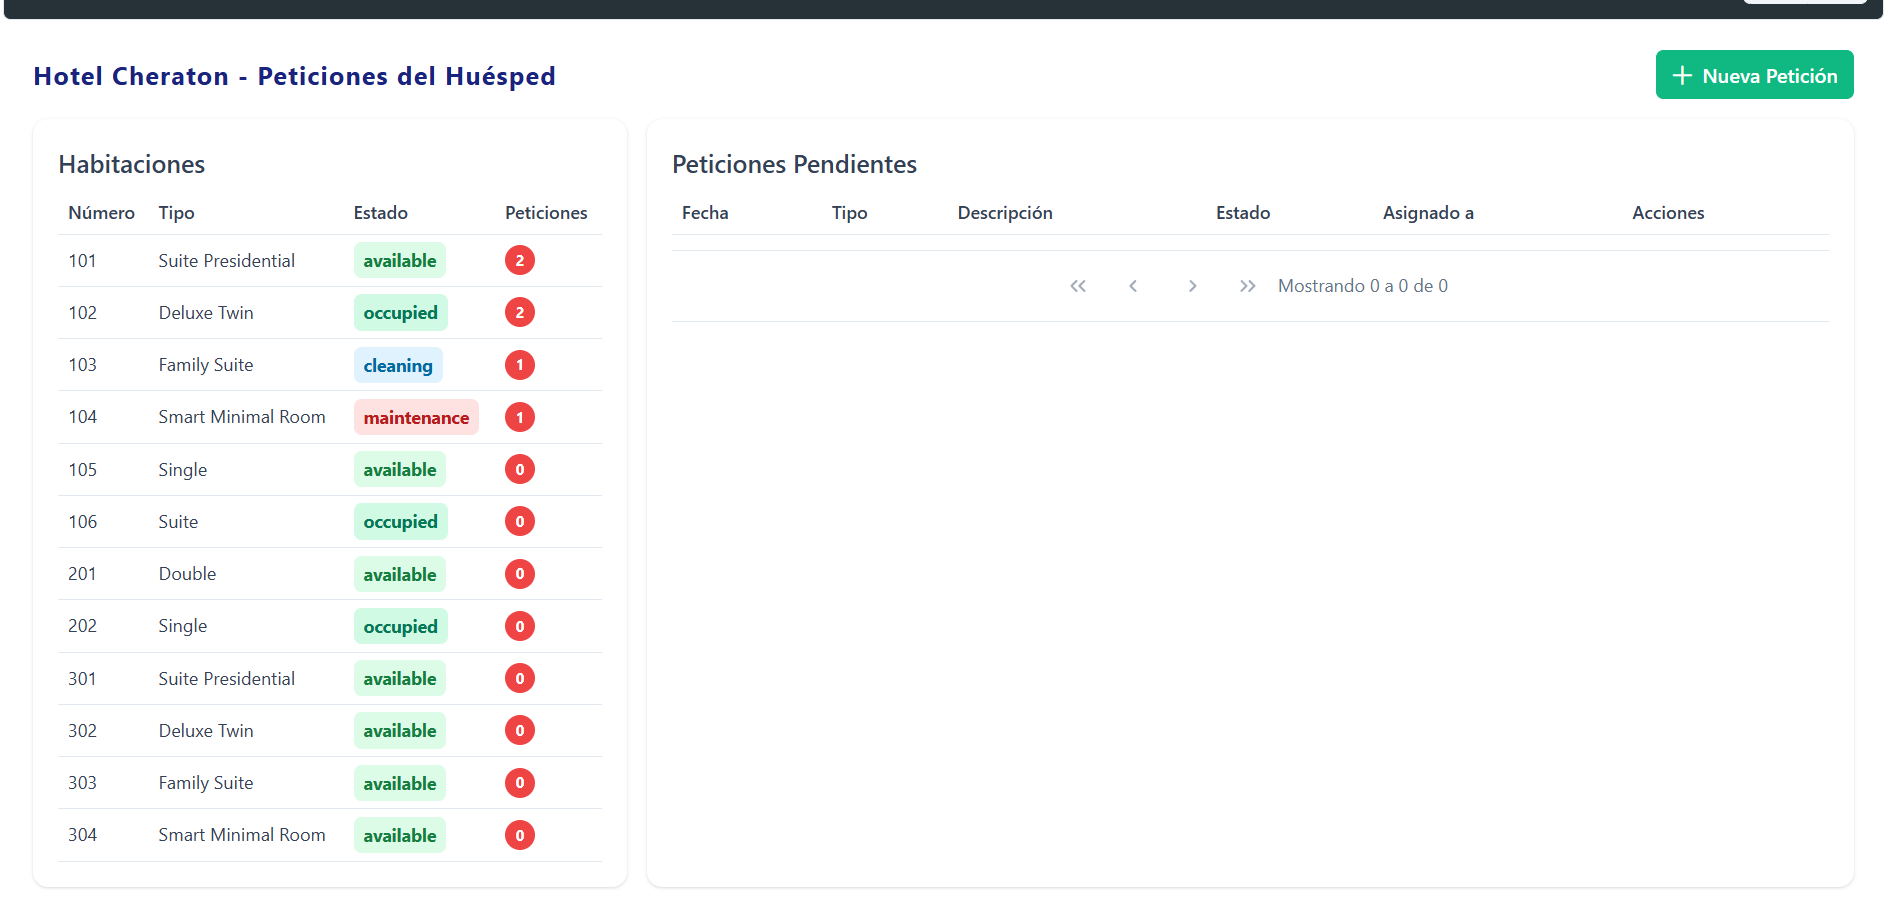 Hotel Cheraton - Peticiones del Huésped
Nueva Petición
Habitaciones
Número Tipo Estado Peticiones
101 Suite Presidential available 2
102 Deluxe Twin occupied 2
103 Family Suite cleaning 1
104 Smart Minimal Room maintenance 1
105 Single available 0
106 Suite occupied 0
201 Double available 0
202 Single occupied 0
301 Suite Presidential available 0
302 Deluxe Twin available 0
303 Family Suite available 0
304 Smart Minimal Room available 0
Peticiones Pendientes
Fecha Tipo Descripción Estado Asignado a Acciones
Mostrando 0 a 0 de 0